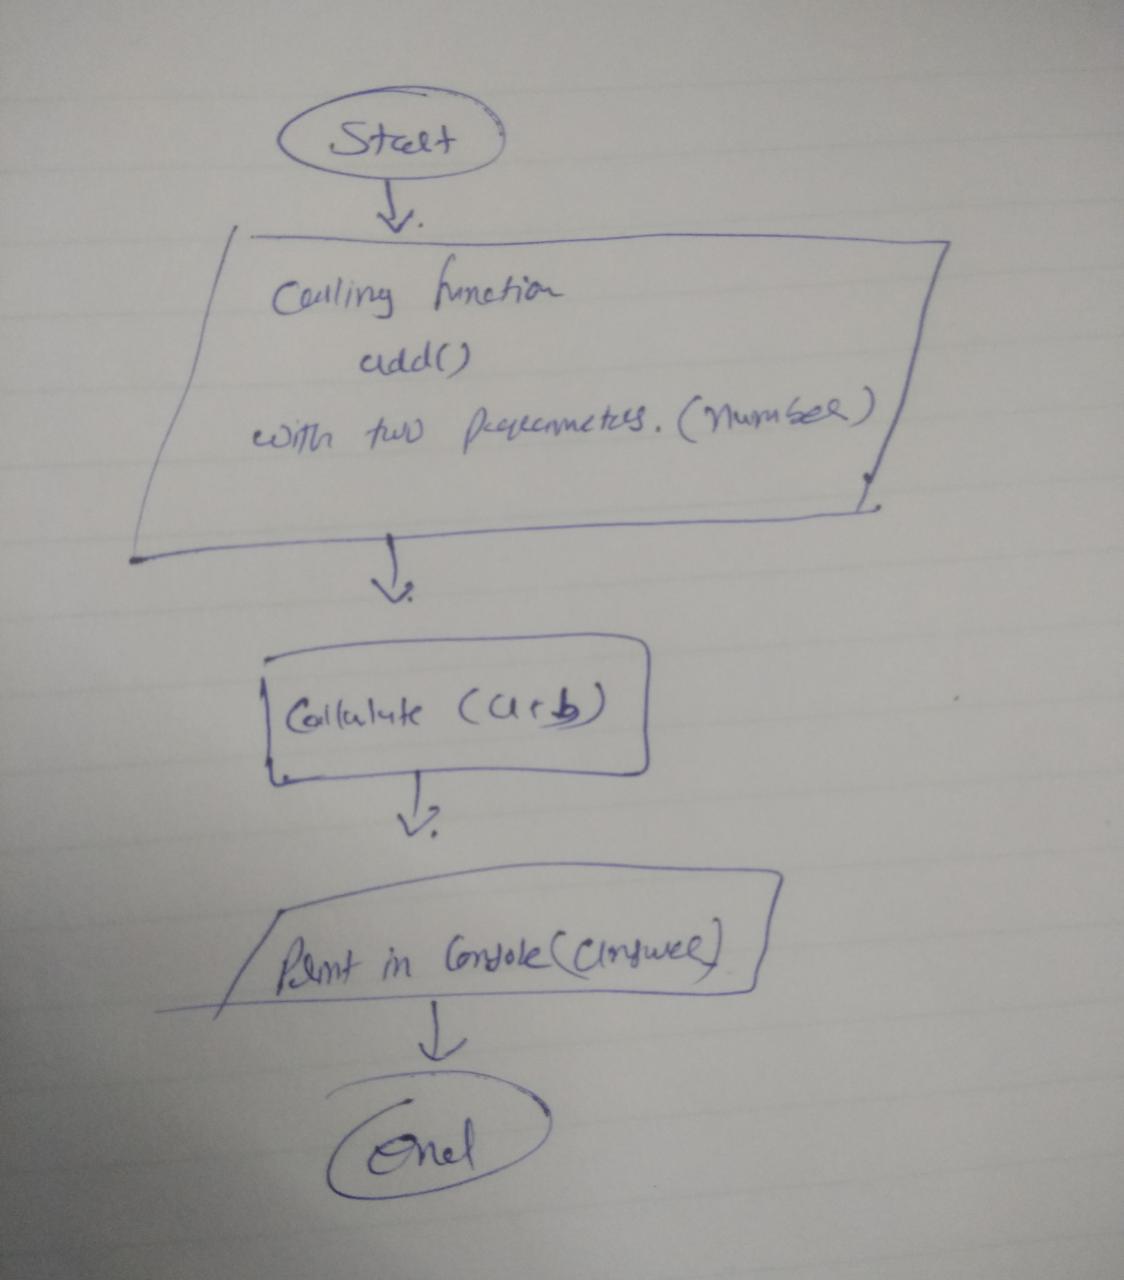 Start
Calling function
add()
with two parameters. (Number)
Calculate (a+b)
Print in Console (answer)
End